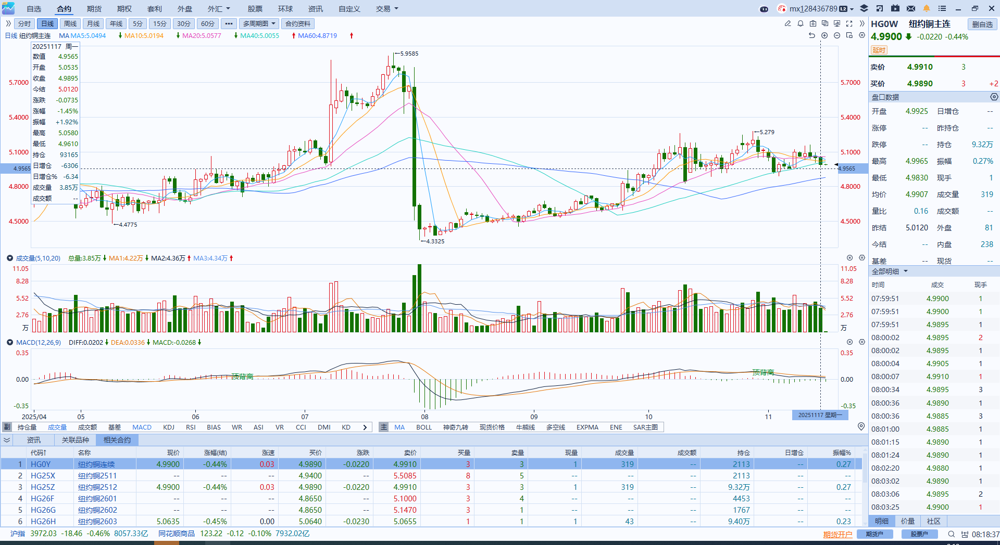 自选 合约 期货 期权 套利 外盘 外汇 股票 环球 资讯 自定义 交易 mx128436789 L2
分时 日线 周线 月线 年线 5分 15分 30分 60分 ••• 多周期图 合约资料
日线 纽约铜主连 MA MA5:5.0494 MA10:5.0194 MA20:5.0577 MA40:5.0055 MA60:4.8719
20251117 周一
数值 4.9565
开盘 5.0535
收盘 4.9895
今结 5.0120
涨跌 -0.0735
涨幅 -1.45%
振幅 +1.92%
最高 5.0580
最低 4.9610
持仓 93165
日增仓 -6306
日增仓% -6.34
成交量 3.85万
成交额 --
5.7000 5.7000
5.4000 5.4000
5.1000 5.1000
4.9565 4.9565
4.8000 4.8000
4.5000 4.5000
5.9585
5.279
4.4775
4.3325
成交量(5,10,20) 总量:3.85万 MA1:4.22万 MA2:4.36万 MA3:4.34万
11.05 11.05
8.28 8.28
5.52 5.52
2.76 2.76
万 万
MACD(12,26,9) DIFF:0.0202 DEA:0.0336 MACD:-0.0268
0.35 0.35
0.00 顶背离 顶背离 0.00
-0.35 -0.35
2025/04 05 06 07 08 09 10 11 20251117 星期一
副 持仓量 成交量 成交额 基差 MACD KDJ RSI BIAS WR ASI VR CCI DMI KD 主 MA BOLL 神奇九转 现货价格 牛能线 多空线 EXPMA ENE SAR主图
资讯 关联品种 相关合约
代码↑ 名称 现价 涨幅(结) 涨速 买价 涨跌 卖价 买量 卖量 现量 成交量 成交额 持仓 日增仓 振幅%
1 HG0Y 纽约铜连续 4.9900 -0.44% 0.03 4.9890 -0.0220 4.9910 3 3 1 319 -- 2113 -- 0.27
2 HG25X 纽约铜2511 -- -- -- 4.9400 -- 5.5085 8 5 -- -- -- 2113 -- --
3 HG25Z 纽约铜2512 4.9900 -0.44% 0.03 4.9890 -0.0220 4.9910 3 3 1 319 -- 9.32万 -- 0.27
4 HG26F 纽约铜2601 -- -- -- 4.8650 -- 5.1000 3 4 -- -- -- 4453 -- --
5 HG26G 纽约铜2602 -- -- -- 4.8650 -- 5.1470 3 1 -- -- -- 1767 -- --
6 HG26H 纽约铜2603 5.0635 -0.45% 0.00 5.0640 -0.0230 5.0655 1 1 1 43 -- 9.40万 -- 0.23
沪指 3972.03 -18.46 -0.46% 8057.33亿 同花顺商品 123.22 -0.12 -0.10% 7932.02亿 期货开户 期货户 股票户 08:18:37
HG0W 纽约铜主连 删自选
4.9900 -0.0220 -0.44%
延时
卖价 4.9910 3
买价 4.9890 3 +2
盘口数据
开盘 4.9925 日增仓 --
涨停 -- 昨持仓 --
跌停 -- 持仓 9.32万
最高 4.9965 振幅 0.27%
最低 4.9830 现手 1
均价 4.9907 成交量 319
量比 0.16 成交额 --
昨结 5.0120 外盘 81
今结 -- 内盘 238
基差 -- 现货 --
全部明细
时间 成交 现手
07:59:51 4.9900 1
07:59:51 4.9900 1
07:59:51 4.9895 1
08:00:02 4.9895 2
08:00:02 4.9895 1
08:00:04 4.9905 1
08:00:07 4.9910 1
08:00:34 4.9895 3
08:00:36 4.9890 1
08:00:36 4.9885 3
08:01:00 4.9885 1
08:01:15 4.9890 1
08:01:24 4.9890 1
08:02:20 4.9880 1
08:03:02 4.9890 1
08:03:06 4.9895 2
08:03:25 4.9900 1
明细 价量 社区